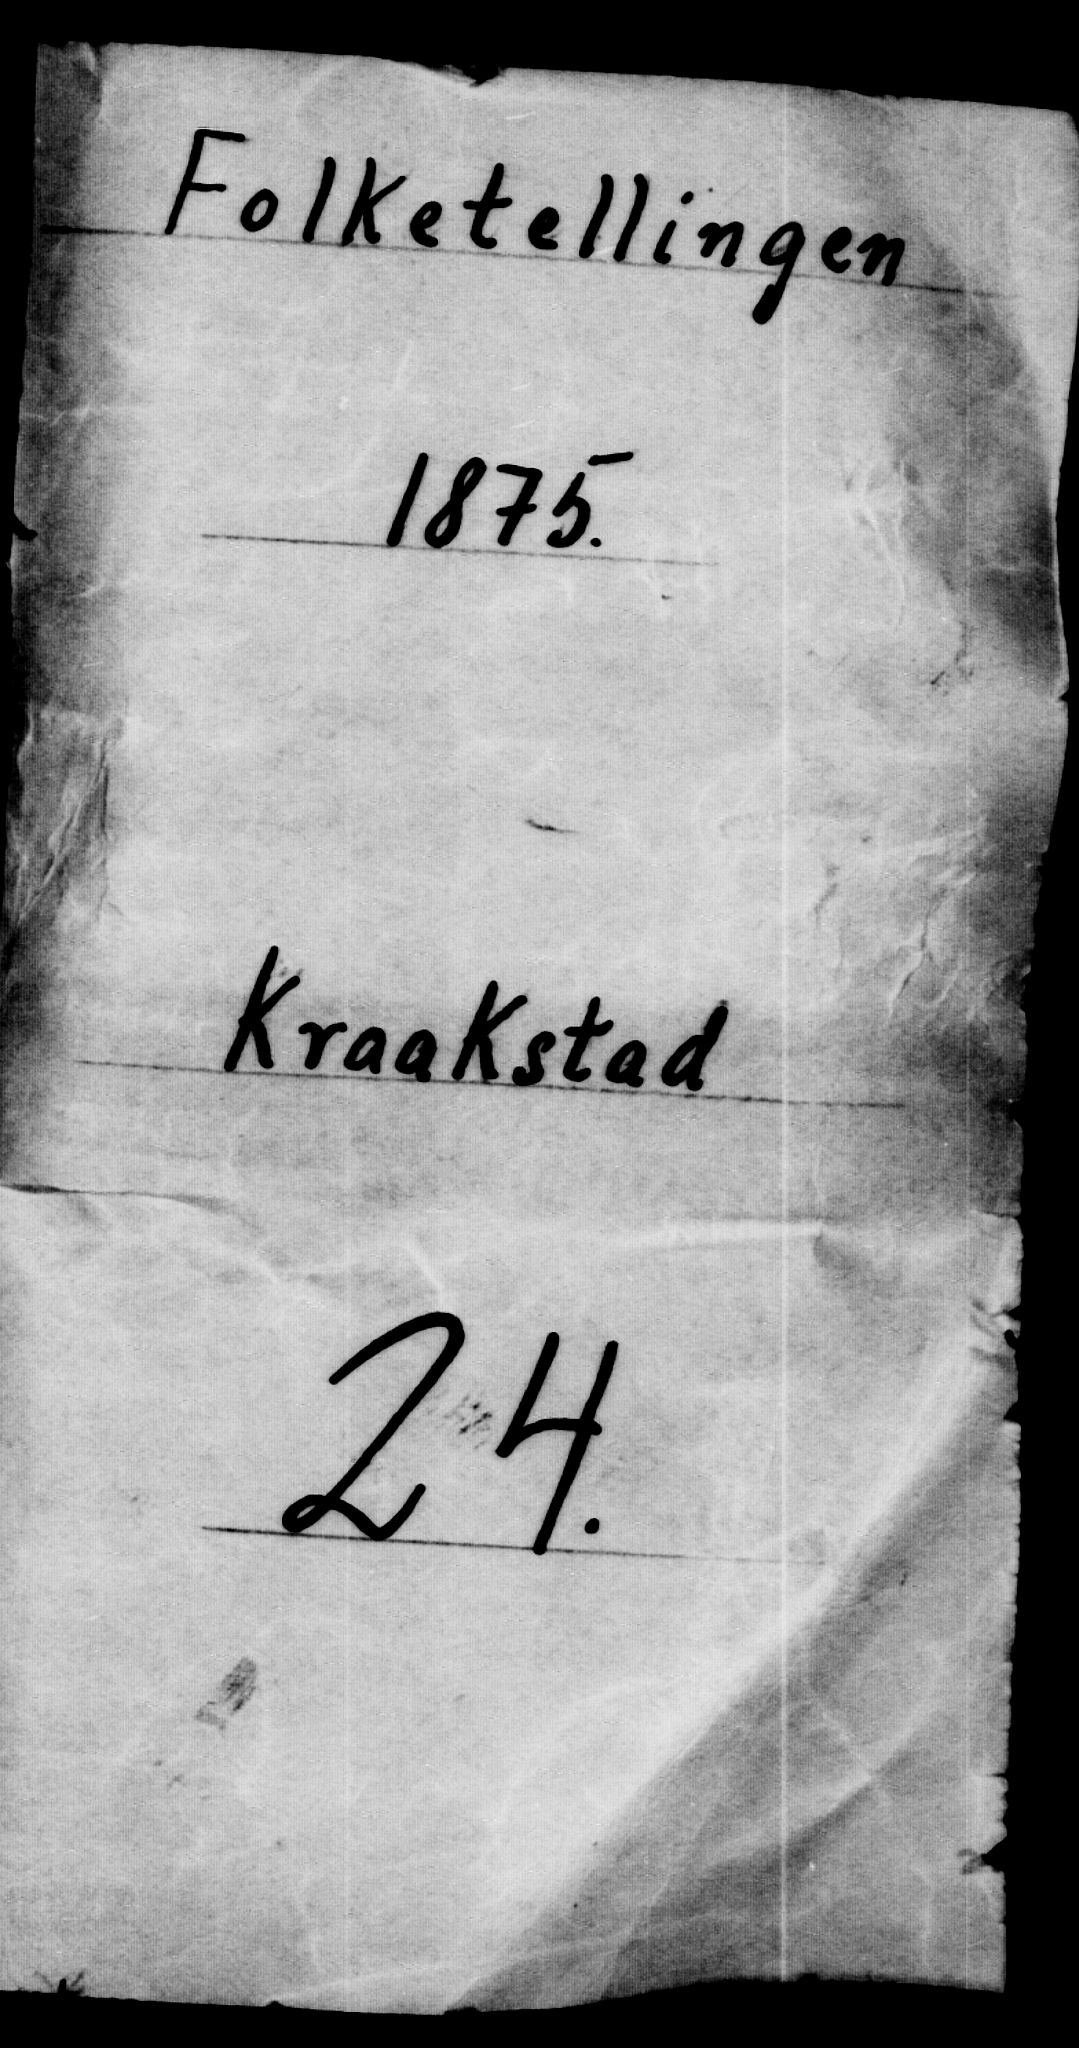 Folketellingen
1875.
Kraakstad
24.